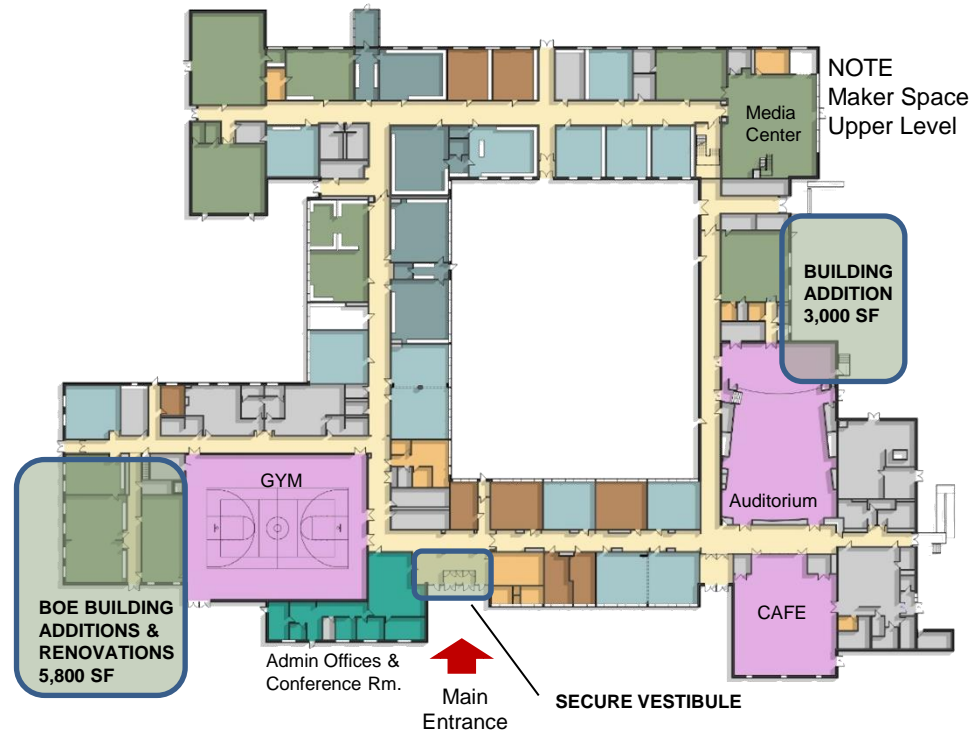 NOTE
Maker Space
Upper Level
Media
Center
BUILDING
ADDITION
3,000 SF
GYM
Auditorium
BOE BUILDING
ADDITIONS &
RENOVATIONS
5,800 SF
CAFE
Admin Offices &
Conference Rm.
Main
Entrance
SECURE VESTIBULE